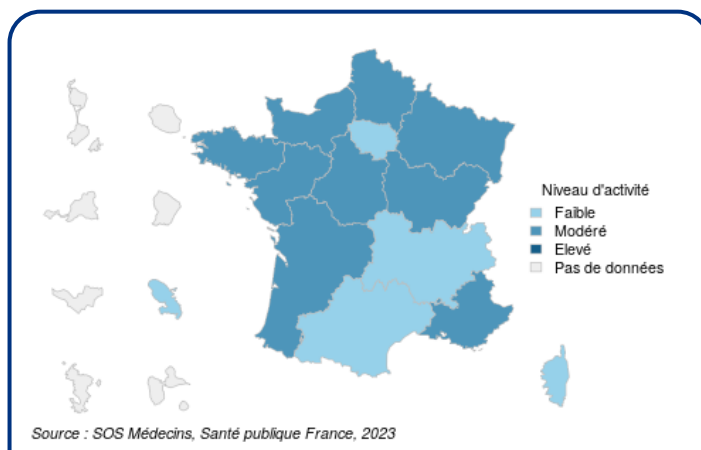 Niveau d'activité
Faible
Modéré
Elevé
Pas de données
Source : SOS Médecins, Santé publique France, 2023